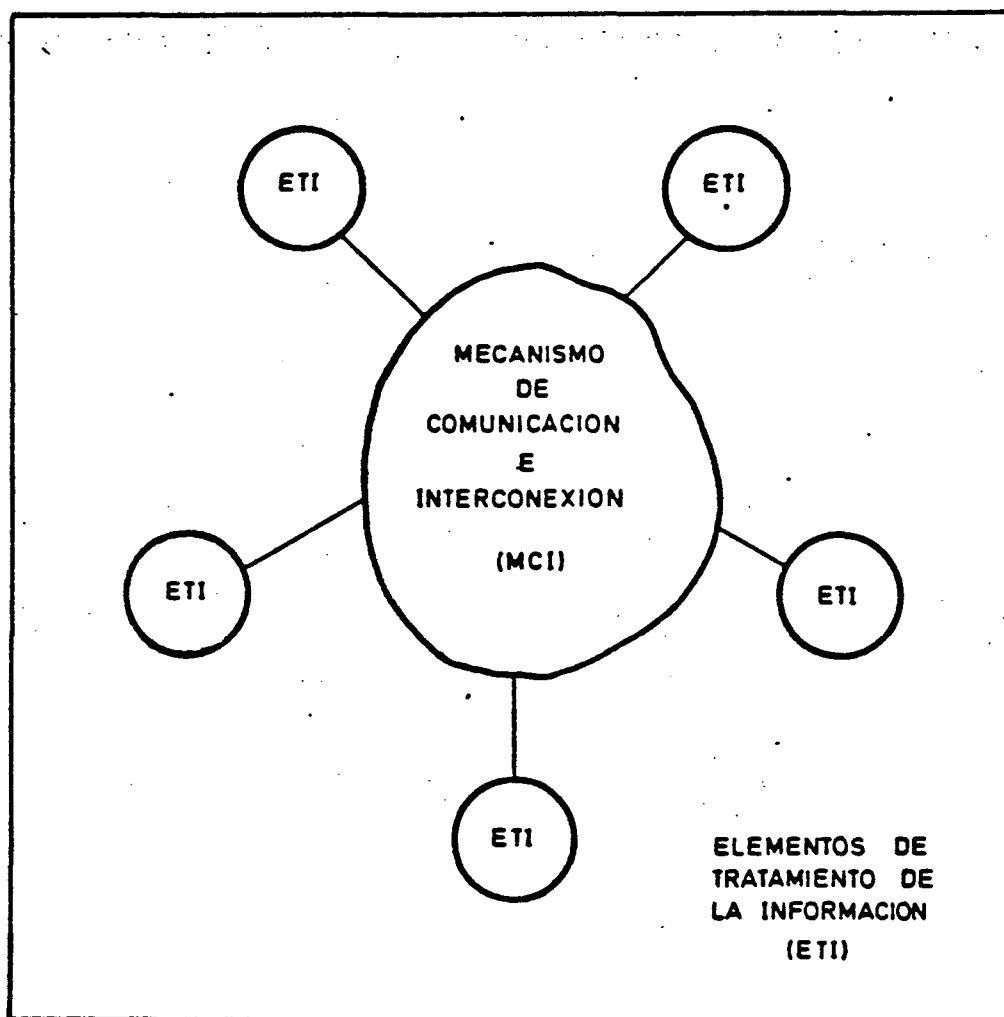 ETI
ETI
MECANISMO
DE
COMUNICACION
E
INTERCONEXION
(MCI)
ETI
ETI
ETI
ELEMENTOS DE
TRATAMIENTO DE
LA INFORMACION
(ETI)